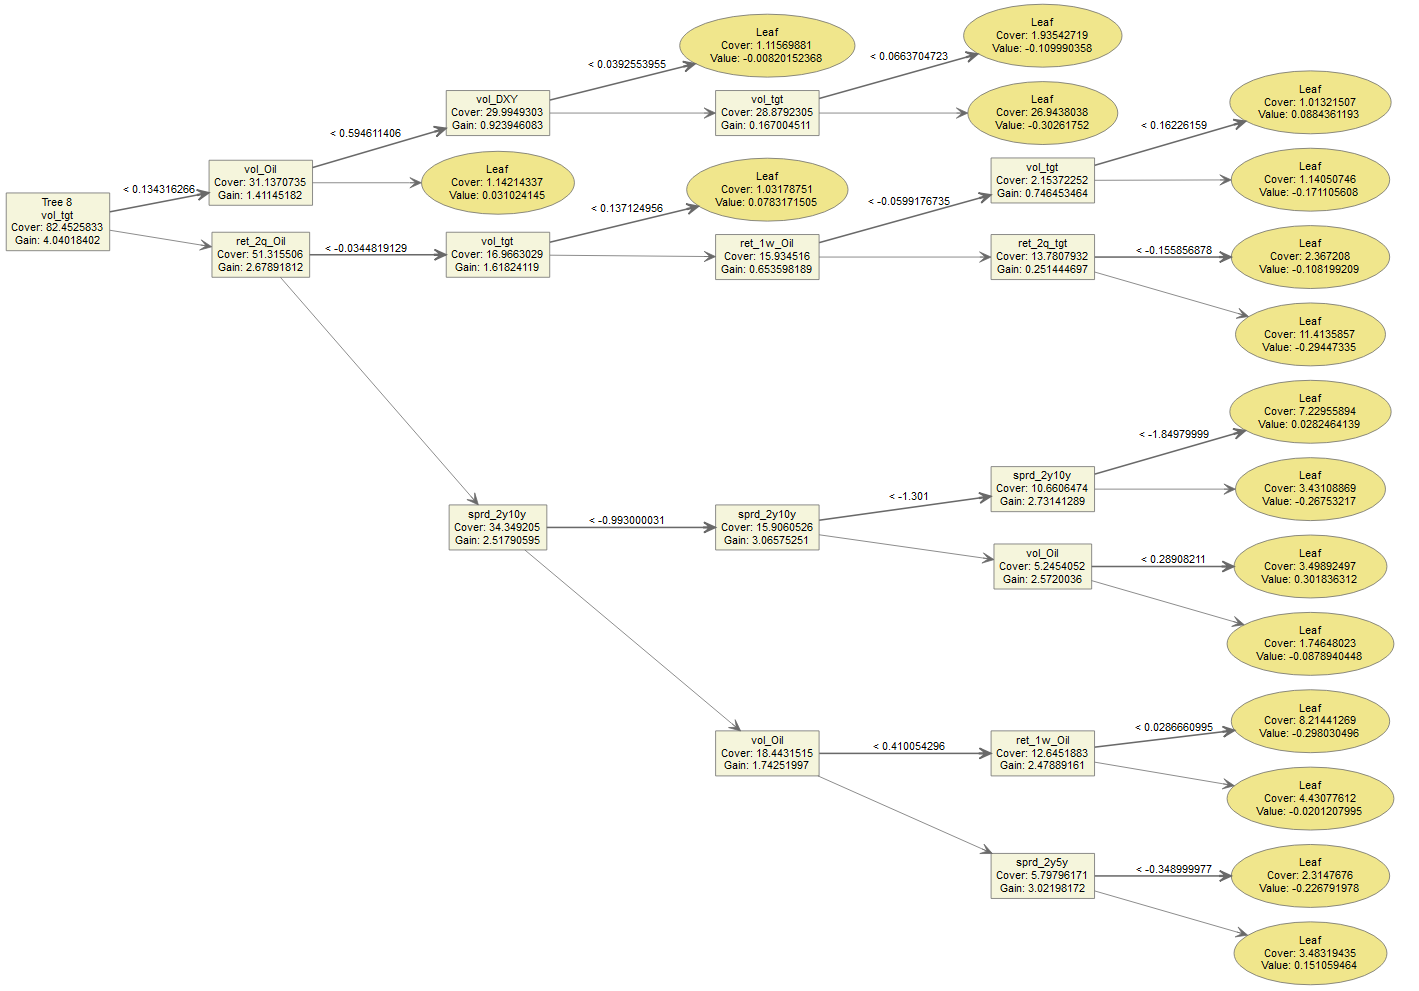 Tree 8
vol_tgt
Cover: 82.4525833
Gain: 4.04018402
< 0.134316266
vol_Oil
Cover: 31.1370735
Gain: 1.41145182
< 0.594611406
vol_DXY
Cover: 29.9949303
Gain: 0.923946083
< 0.0392553955
Leaf
Cover: 1.11569881
Value: -0.00820152368
vol_tgt
Cover: 28.8792305
Gain: 0.167004511
< 0.0663704723
Leaf
Cover: 1.93542719
Value: -0.109990358
Leaf
Cover: 26.9438038
Value: -0.30261752
Leaf
Cover: 1.14214337
Value: 0.031024145
ret_2q_Oil
Cover: 51.315506
Gain: 2.67891812
< -0.0344819129
vol_tgt
Cover: 16.9663029
Gain: 1.61824119
< 0.137124956
Leaf
Cover: 1.03178751
Value: 0.0783171505
ret_1w_Oil
Cover: 15.934516
Gain: 0.653598189
< -0.0599176735
vol_tgt
Cover: 2.15372252
Gain: 0.746453464
< 0.16226159
Leaf
Cover: 1.01321507
Value: 0.0884361193
Leaf
Cover: 1.14050746
Value: -0.171105608
ret_2q_tgt
Cover: 13.7807932
Gain: 0.251444697
< -0.155856878
Leaf
Cover: 2.367208
Value: -0.108199209
Leaf
Cover: 11.4135857
Value: -0.29447335
sprd_2y10y
Cover: 34.349205
Gain: 2.51790595
< -0.993000031
sprd_2y10y
Cover: 15.9060526
Gain: 3.06575251
< -1.301
sprd_2y10y
Cover: 10.6606474
Gain: 2.73141289
< -1.84979999
Leaf
Cover: 7.22955894
Value: 0.0282464139
Leaf
Cover: 3.43108869
Value: -0.26753217
vol_Oil
Cover: 5.2454052
Gain: 2.5720036
< 0.28908211
Leaf
Cover: 3.49892497
Value: 0.301836312
Leaf
Cover: 1.74648023
Value: -0.0878940448
vol_Oil
Cover: 18.4431515
Gain: 1.74251997
< 0.410054296
ret_1w_Oil
Cover: 12.6451883
Gain: 2.47889161
< 0.0286660995
Leaf
Cover: 8.21441269
Value: -0.298030496
Leaf
Cover: 4.43077612
Value: -0.0201207995
sprd_2y5y
Cover: 5.79796171
Gain: 3.02198172
< -0.348999977
Leaf
Cover: 2.3147676
Value: -0.226791978
Leaf
Cover: 3.48319435
Value: 0.151059464